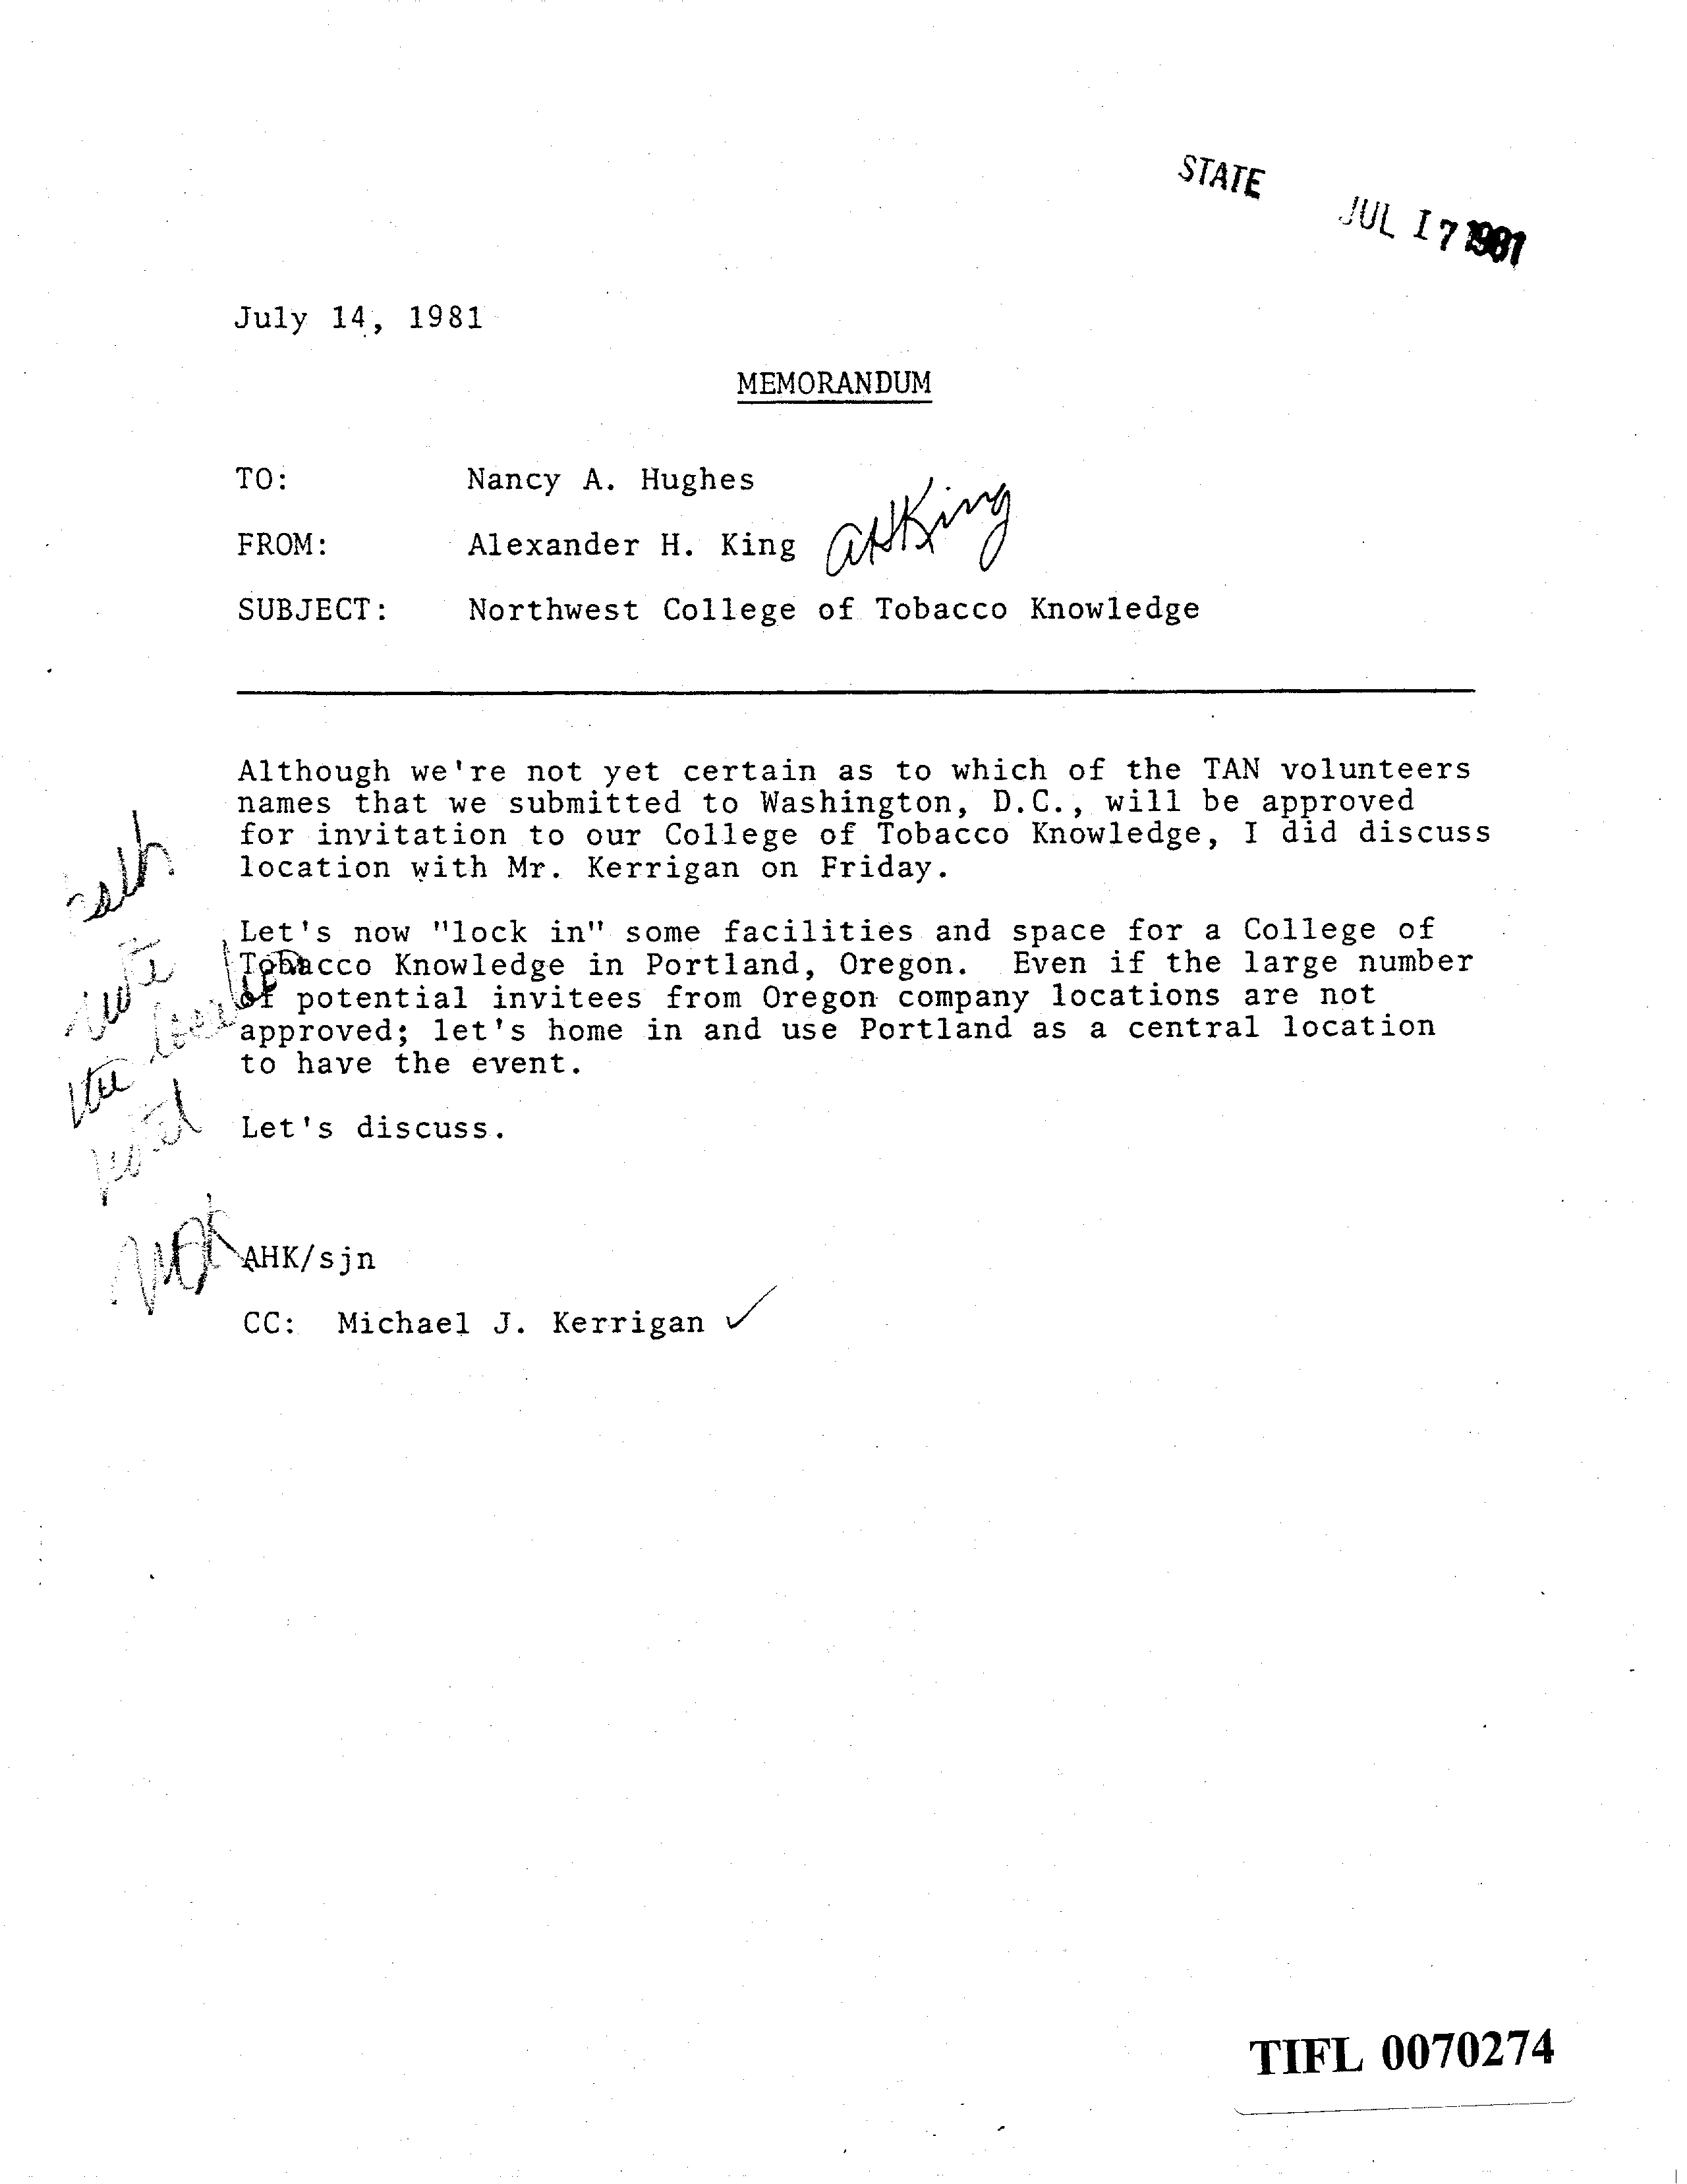 STATE
JUL 17 1981
July 14, 1981
MEMORANDUM
TO: Nancy A. Hughes
FROM: Alexander H. King AHKing
SUBJECT: Northwest College of Tobacco Knowledge
Although we're not yet certain as to which of the TAN volunteers
names that we submitted to Washington, D.C., will be approved
for invitation to our College of Tobacco Knowledge, I did discuss
location with Mr. Kerrigan on Friday.
Let's now "lock in" some facilities and space for a College of
Tobacco Knowledge in Portland, Oregon. Even if the large number
of potential invitees from Oregon company locations are not
approved; let's home in and use Portland as a central location
to have the event.
Let's discuss.
AHK/sjn
CC: Michael J. Kerrigan ✓
TIFL 0070274